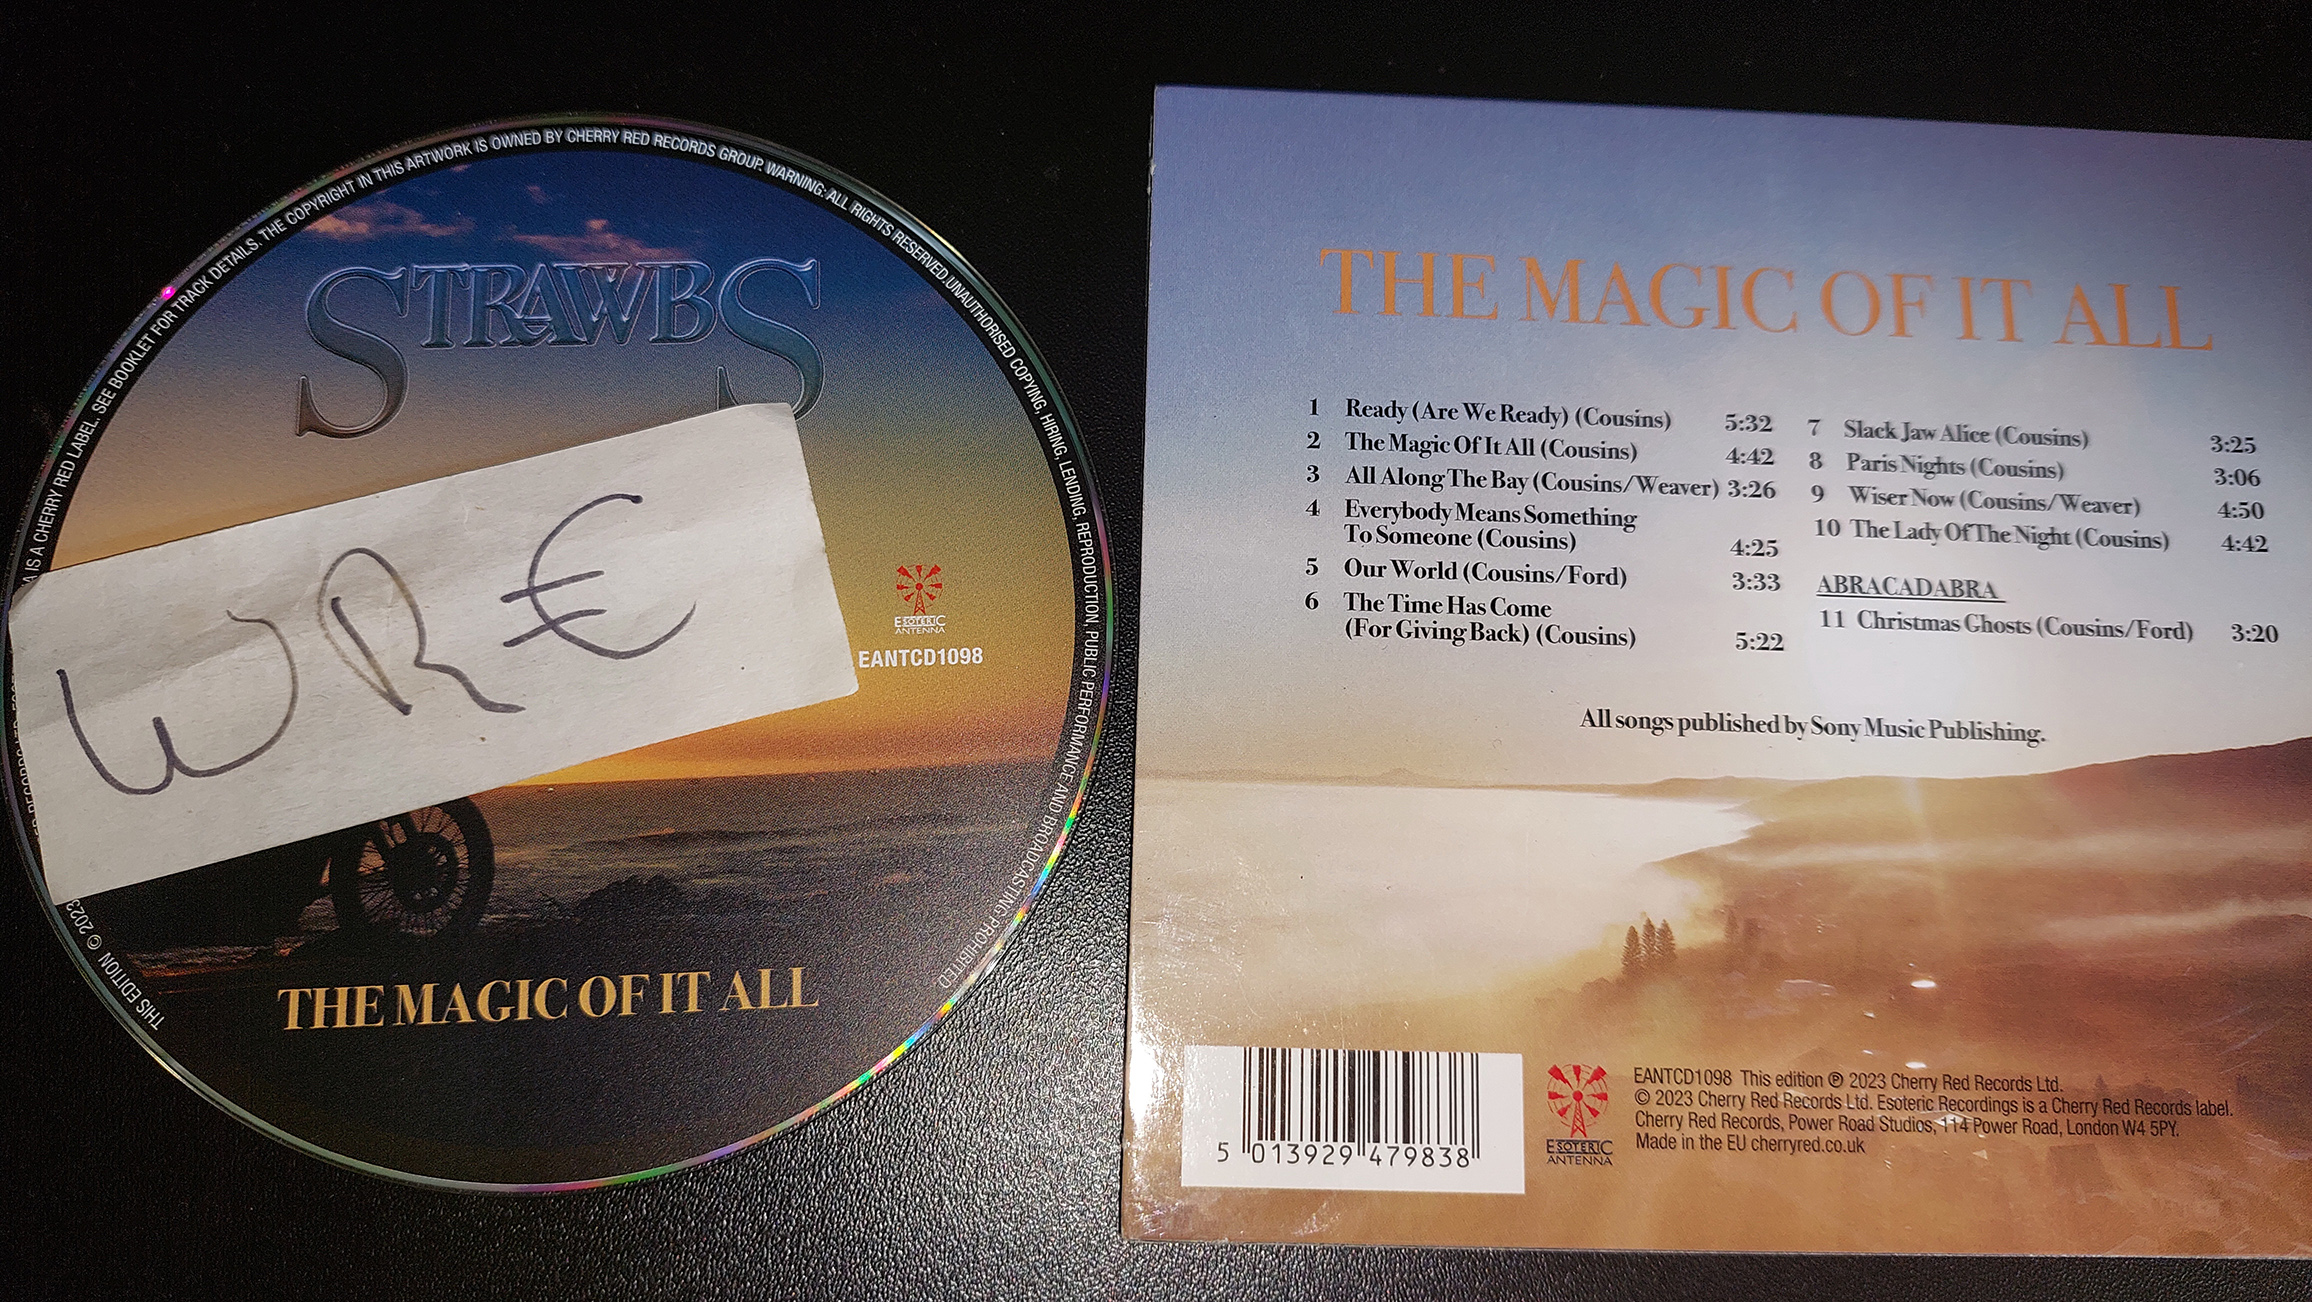 THIS EDITION
© 2023
IS A CHERRY RED LABEL. SEE BOOKLET FOR TRACK DETAILS. THE COPYRIGHT IN THIS ARTWORK IS OWNED BY CHERRY RED RECORDS GROUP. WARNING: ALL RIGHTS RESERVED. UNAUTHORISED COPYING, HIRING, LENDING, REPRODUCTION, PUBLIC PERFORMANCE AND BROADCASTING PROHIBITED
STRAWBS
WR€
ESOTERIC
ANTENNA
EANTCD1098
THE MAGIC OF IT ALL
THE MAGIC OF IT ALL
1 Ready (Are We Ready) (Cousins) 5:32
2 The Magic Of It All (Cousins) 4:42
3 All Along The Bay (Cousins/Weaver) 3:26
4 Everybody Means Something
To Someone (Cousins) 4:25
5 Our World (Cousins/Ford) 3:33
6 The Time Has Come
(For Giving Back) (Cousins) 5:22
7 Slack Jaw Alice (Cousins) 3:25
8 Paris Nights (Cousins) 3:06
9 Wiser Now (Cousins/Weaver) 4:50
10 The Lady Of The Night (Cousins) 4:42
ABRACADABRA
11 Christmas Ghosts (Cousins/Ford) 3:20
All songs published by Sony Music Publishing.
5 013929 479838
ESOTERIC
ANTENNA
EANTCD1098 This edition ℗ 2023 Cherry Red Records Ltd.
© 2023 Cherry Red Records Ltd. Esoteric Recordings is a Cherry Red Records label.
Cherry Red Records, Power Road Studios, 114 Power Road, London W4 5PY.
Made in the EU cherryred.co.uk